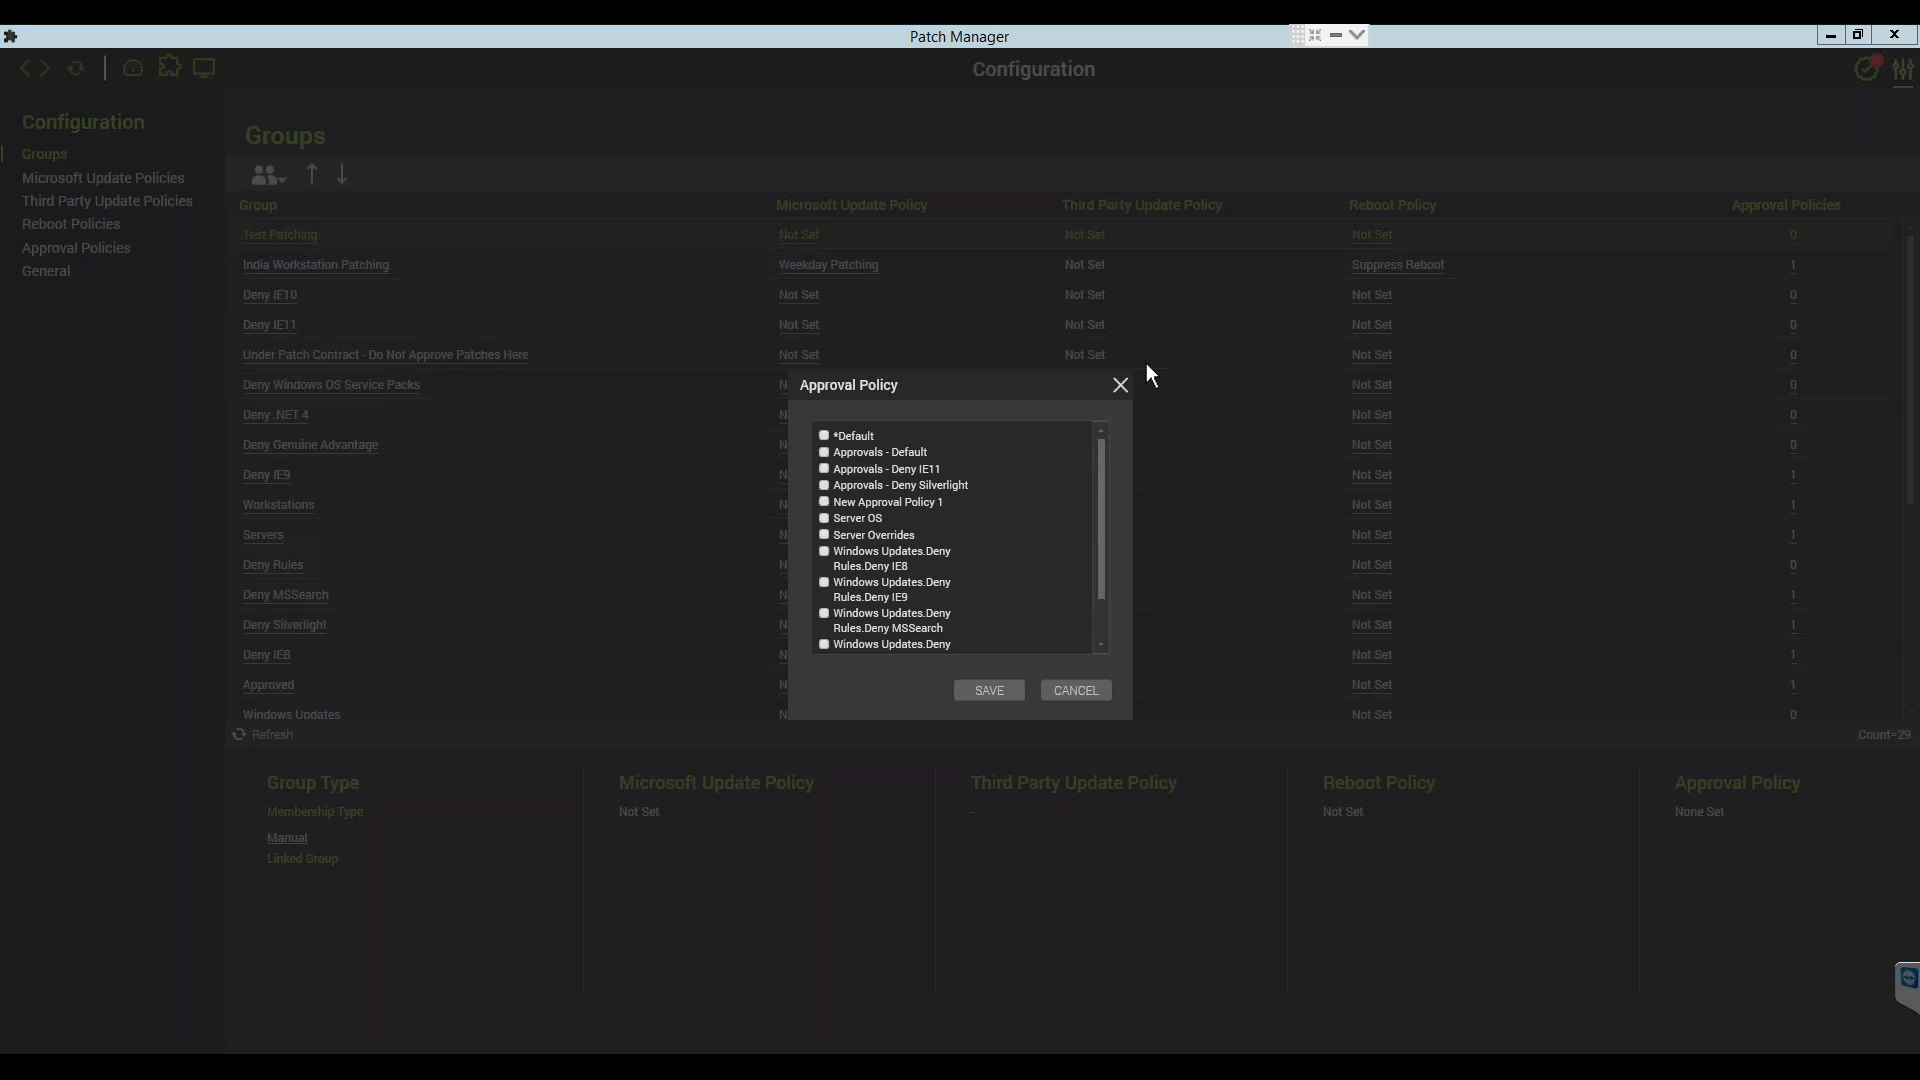 Patch Manager
Configuration
Configuration
Groups
Microsoft Update Policies
Third Party Update Policies
Reboot Policies
Approval Policies
General
Groups
Group Microsoft Update Policy Third Party Update Policy Reboot Policy Approval Policies
Test Patching Not Set Not Set Not Set 0
India Workstation Patching Weekday Patching Not Set Suppress Reboot 1
Deny IE10 Not Set Not Set Not Set 0
Deny IE11 Not Set Not Set Not Set 0
Under Patch Contract - Do Not Approve Patches Here Not Set Not Set Not Set 0
Deny Windows OS Service Packs N Not Set 0
Deny .NET 4 N Not Set 0
Deny Genuine Advantage N Not Set 0
Deny IE9 N Not Set 1
Workstations N Not Set 1
Servers N Not Set 1
Deny Rules N Not Set 0
Deny MSSearch N Not Set 1
Deny Silverlight N Not Set 1
Deny IE8 N Not Set 1
Approved N Not Set 1
Windows Updates N Not Set 0
Approval Policy
*Default
Approvals - Default
Approvals - Deny IE11
Approvals - Deny Silverlight
New Approval Policy 1
Server OS
Server Overrides
Windows Updates.Deny
Rules.Deny IE8
Windows Updates.Deny
Rules.Deny IE9
Windows Updates.Deny
Rules.Deny MSSearch
Windows Updates.Deny
SAVE CANCEL
Refresh Count=29
Group Type
Membership Type
Manual
Linked Group
Microsoft Update Policy
Not Set
Third Party Update Policy
-
Reboot Policy
Not Set
Approval Policy
None Set